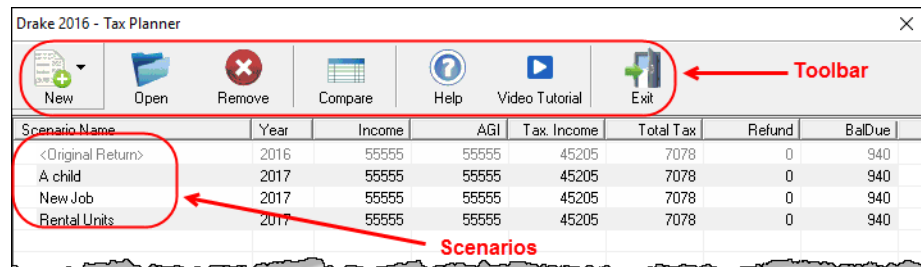 Drake 2016 - Tax Planner
New Open Remove Compare Help Video Tutorial Exit Toolbar
Scenario Name Year Income AGI Tax. Income Total Tax Refund BalDue
<Original Return> 2016 55555 55555 45205 7078 0 940
A child 2017 55555 55555 45205 7078 0 940
New Job 2017 55555 55555 45205 7078 0 940
Rental Units 2017 55555 55555 45205 7078 0 940
Scenarios